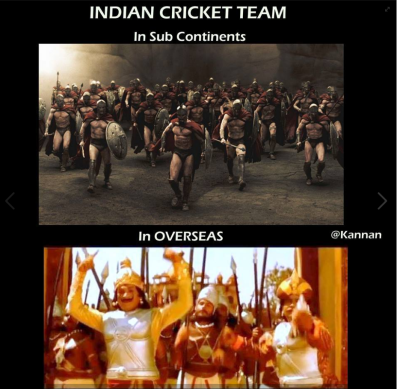 INDIAN CRICKET TEAM
In Sub Continents
In OVERSEAS
@Kannan